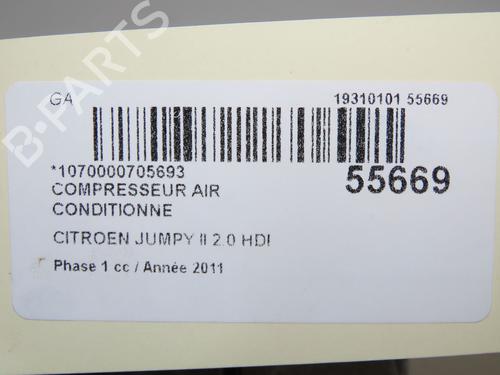 GA
19310101 55669
*1070000705693
55669
COMPRESSEUR AIR
CONDITIONNE
CITROEN JUMPY II 2.0 HDI
Phase 1 cc / Année 2011
B-PARTS